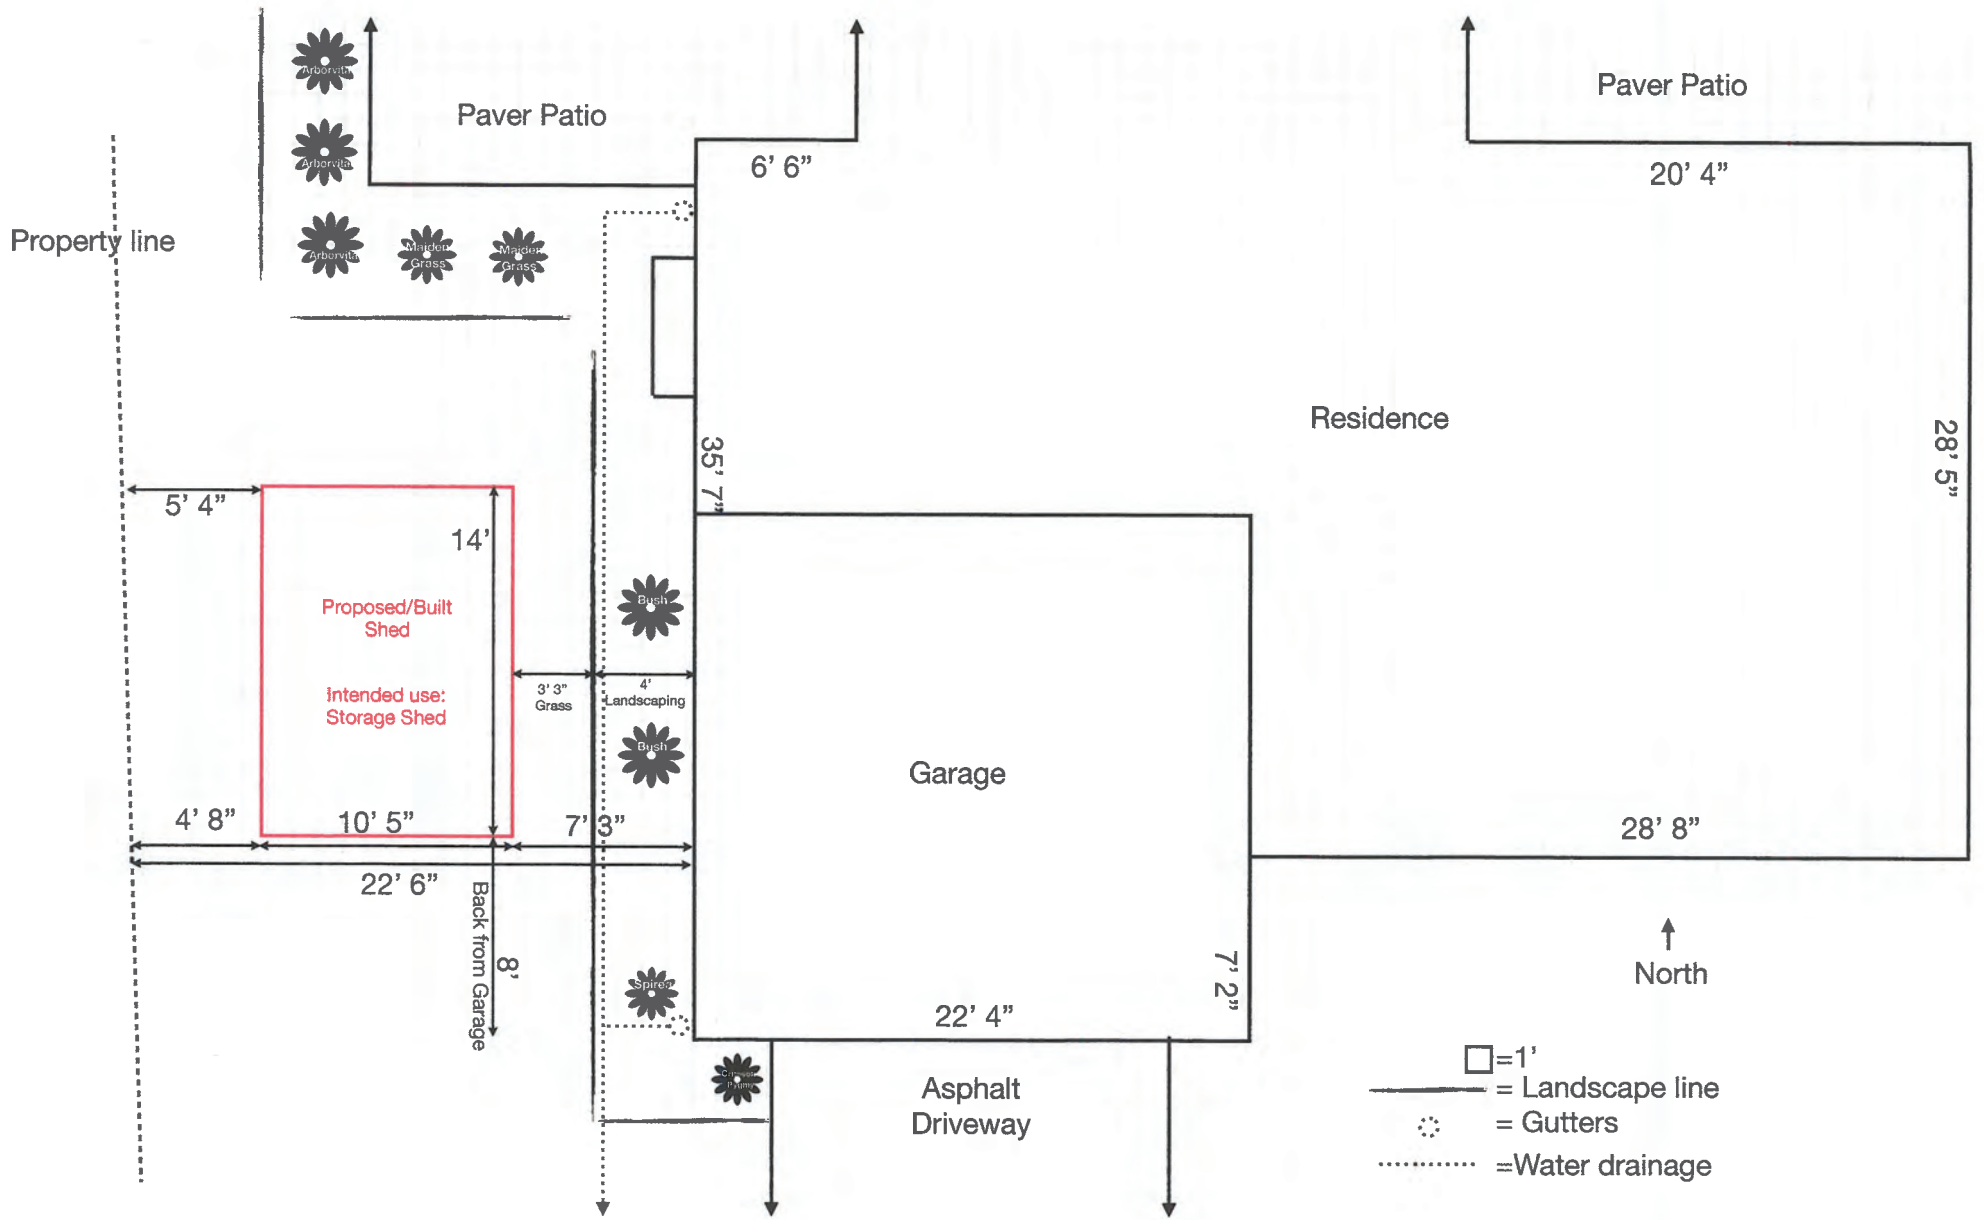 Arborvita
Paver Patio
Paver Patio
6' 6"
20' 4"
Arborvita
Property line
Arborvita
Maiden
Grass
Maiden
Grass
Residence
35' 7"
28' 5"
5' 4"
14'
Proposed/Built
Shed
Bush
Intended use:
Storage Shed
3' 3"
Grass
4'
Landscaping
Bush
Garage
4' 8"
10' 5"
7' 3"
28' 8"
22' 6"
Back from Garage
8'
7' 2"
North
Spirea
22' 4"
=1'
= Landscape line
Asphalt
Driveway
= Gutters
=Water drainage